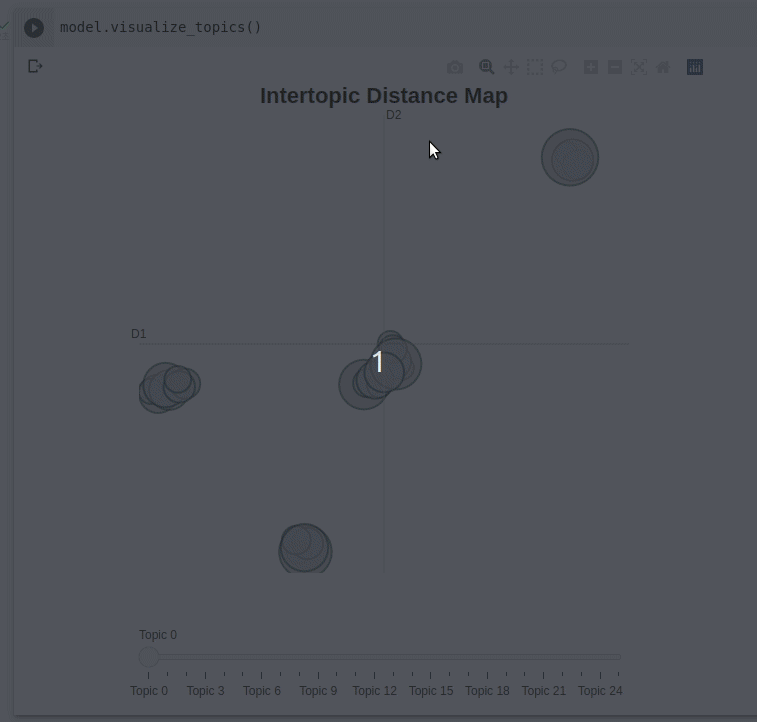 model.visualize_topics()
Intertopic Distance Map
D2
D1
1
Topic 0
Topic 0 Topic 3 Topic 6 Topic 9 Topic 12 Topic 15 Topic 18 Topic 21 Topic 24